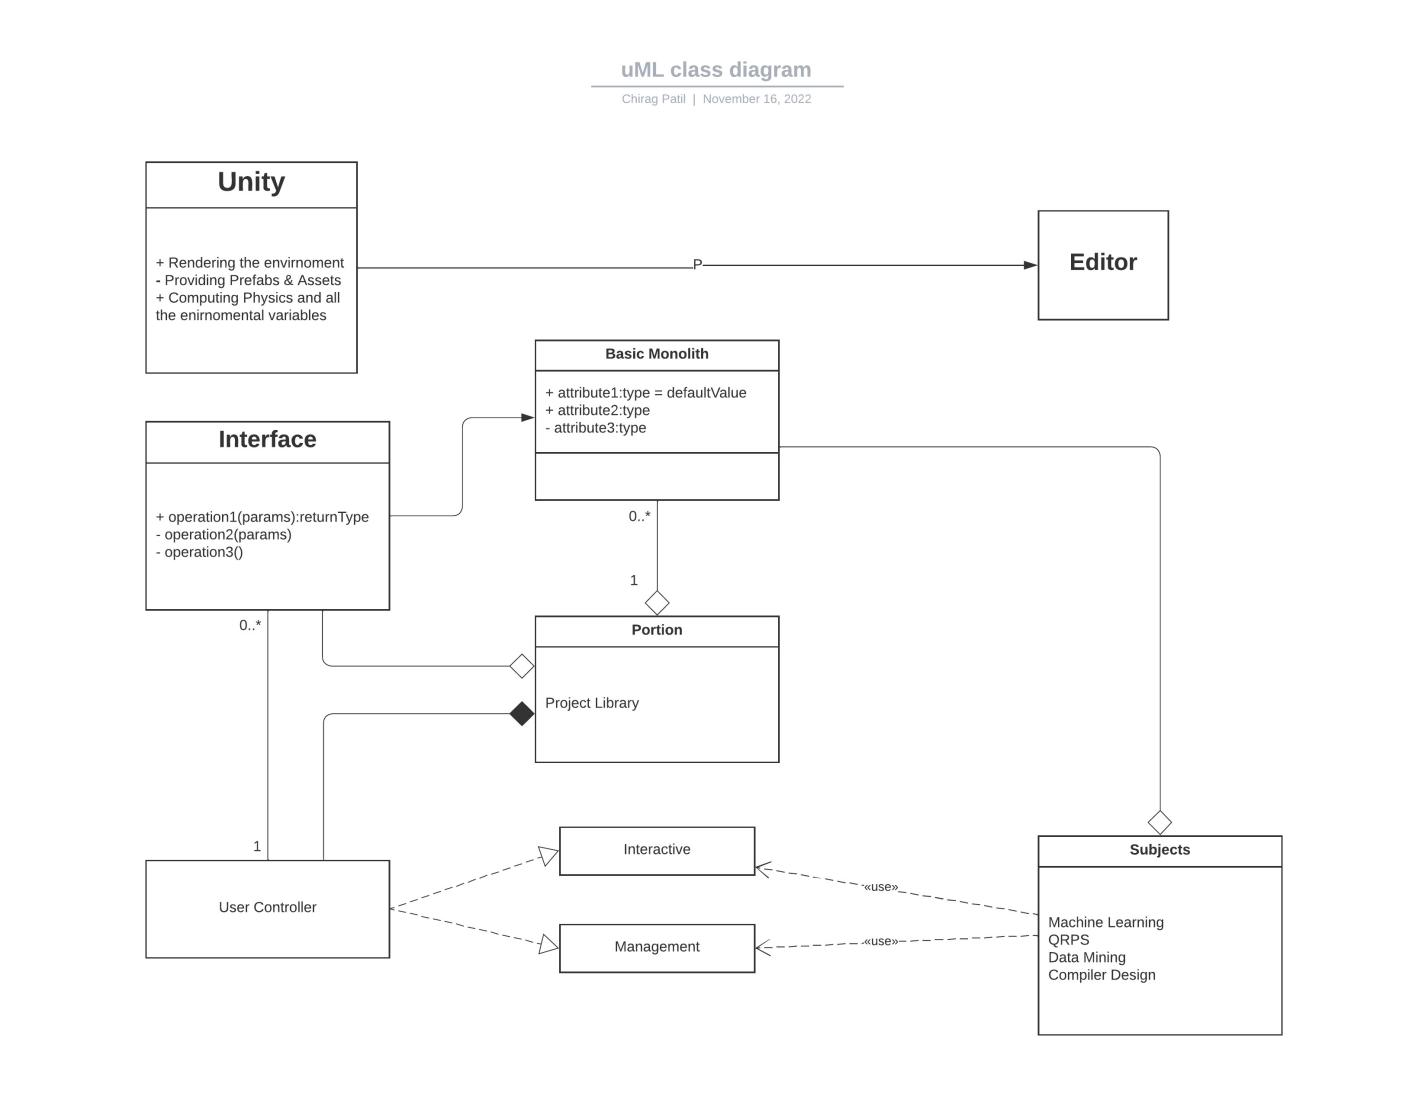 uML class diagram
Chirag Patil | November 16, 2022
Unity
+ Rendering the envirnoment
- Providing Prefabs & Assets
+ Computing Physics and all
the enirnomental variables
P
Editor
Basic Monolith
+ attribute1:type = defaultValue
+ attribute2:type
- attribute3:type
Interface
+ operation1(params):returnType
- operation2(params)
- operation3()
0..*
1
0..*
1
Portion
Project Library
User Controller
Interactive
Management
«use»
«use»
Subjects
Machine Learning
QRPS
Data Mining
Compiler Design